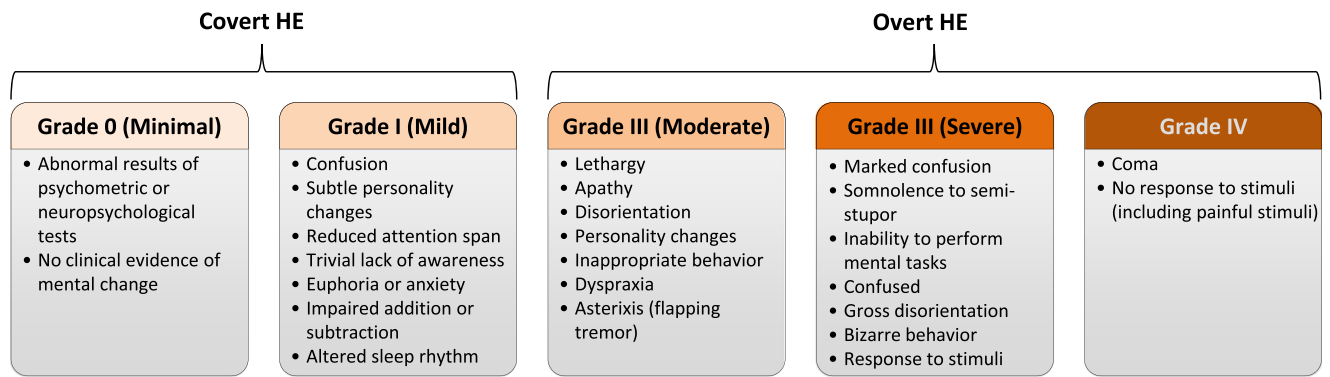 Covert HE
Overt HE
Grade 0 (Minimal)
• Abnormal results of
psychometric or
neuropsychological
tests
• No clinical evidence of
mental change
Grade I (Mild)
• Confusion
• Subtle personality
changes
• Reduced attention span
• Trivial lack of awareness
• Euphoria or anxiety
• Impaired addition or
subtraction
• Altered sleep rhythm
Grade III (Moderate)
• Lethargy
• Apathy
• Disorientation
• Personality changes
• Inappropriate behavior
• Dyspraxia
• Asterixis (flapping
tremor)
Grade III (Severe)
• Marked confusion
• Somnolence to semi-
stupor
• Inability to perform
mental tasks
• Confused
• Gross disorientation
• Bizarre behavior
• Response to stimuli
Grade IV
• Coma
• No response to stimuli
(including painful stimuli)